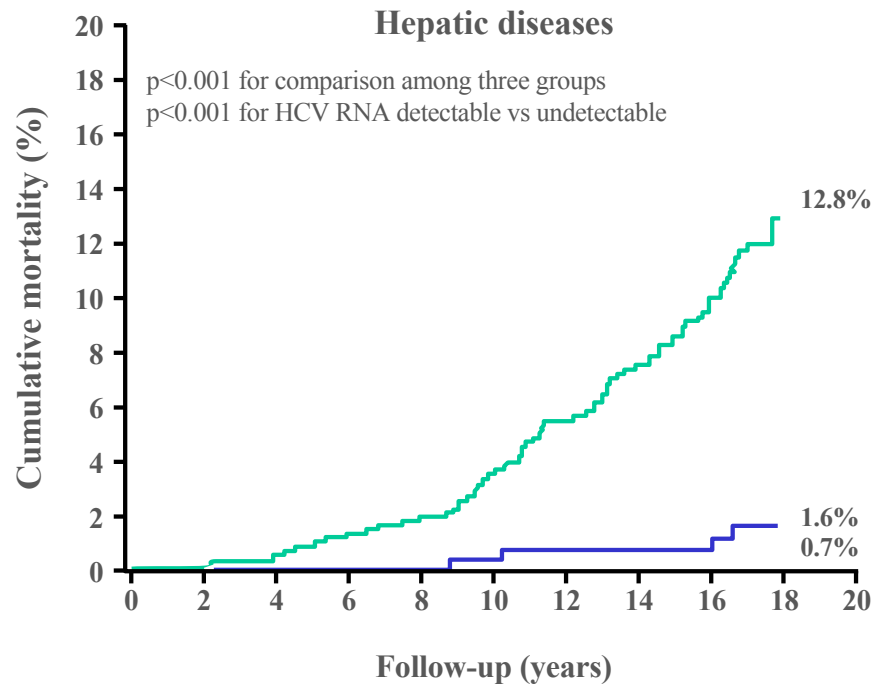 Hepatic diseases
p<0.001 for comparison among three groups
p<0.001 for HCV RNA detectable vs undetectable
Cumulative mortality (%)
20
18
16
14
12
10
8
6
4
2
0
12.8%
1.6%
0.7%
0 2 4 6 8 10 12 14 16 18 20
Follow-up (years)